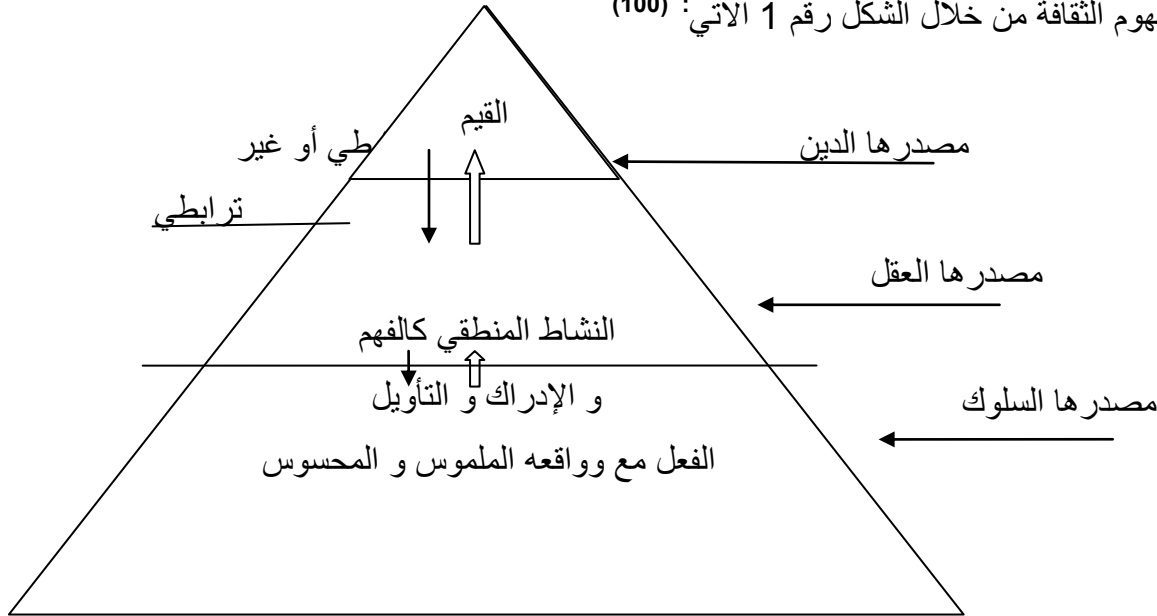 هوم الثقافة من خلال الشكل رقم 1 الآتي: (100)
القيم
طي أو غير
مصدرها الدين
ترابطي
مصدرها العقل
النشاط المنطقي كالفهم
و الإدراك و التأويل
مصدرها السلوك
الفعل مع وواقعه الملموس و المحسوس